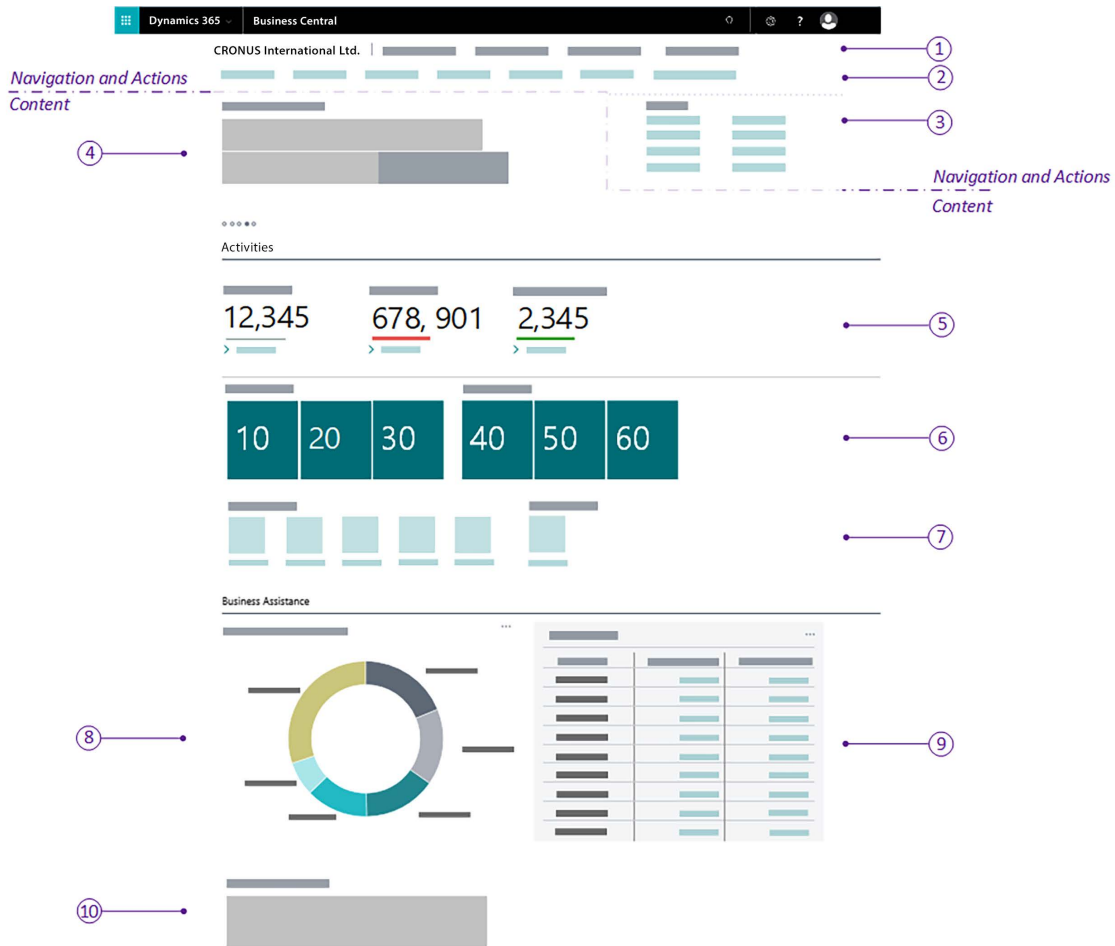 Dynamics 365 Business Central ?
CRONUS International Ltd.
1
2
Navigation and Actions
Content
3
4
Navigation and Actions
Content
Activities
12,345 678, 901 2,345
5
10 20 30 40 50 60
6
7
Business Assistance
8
9
10